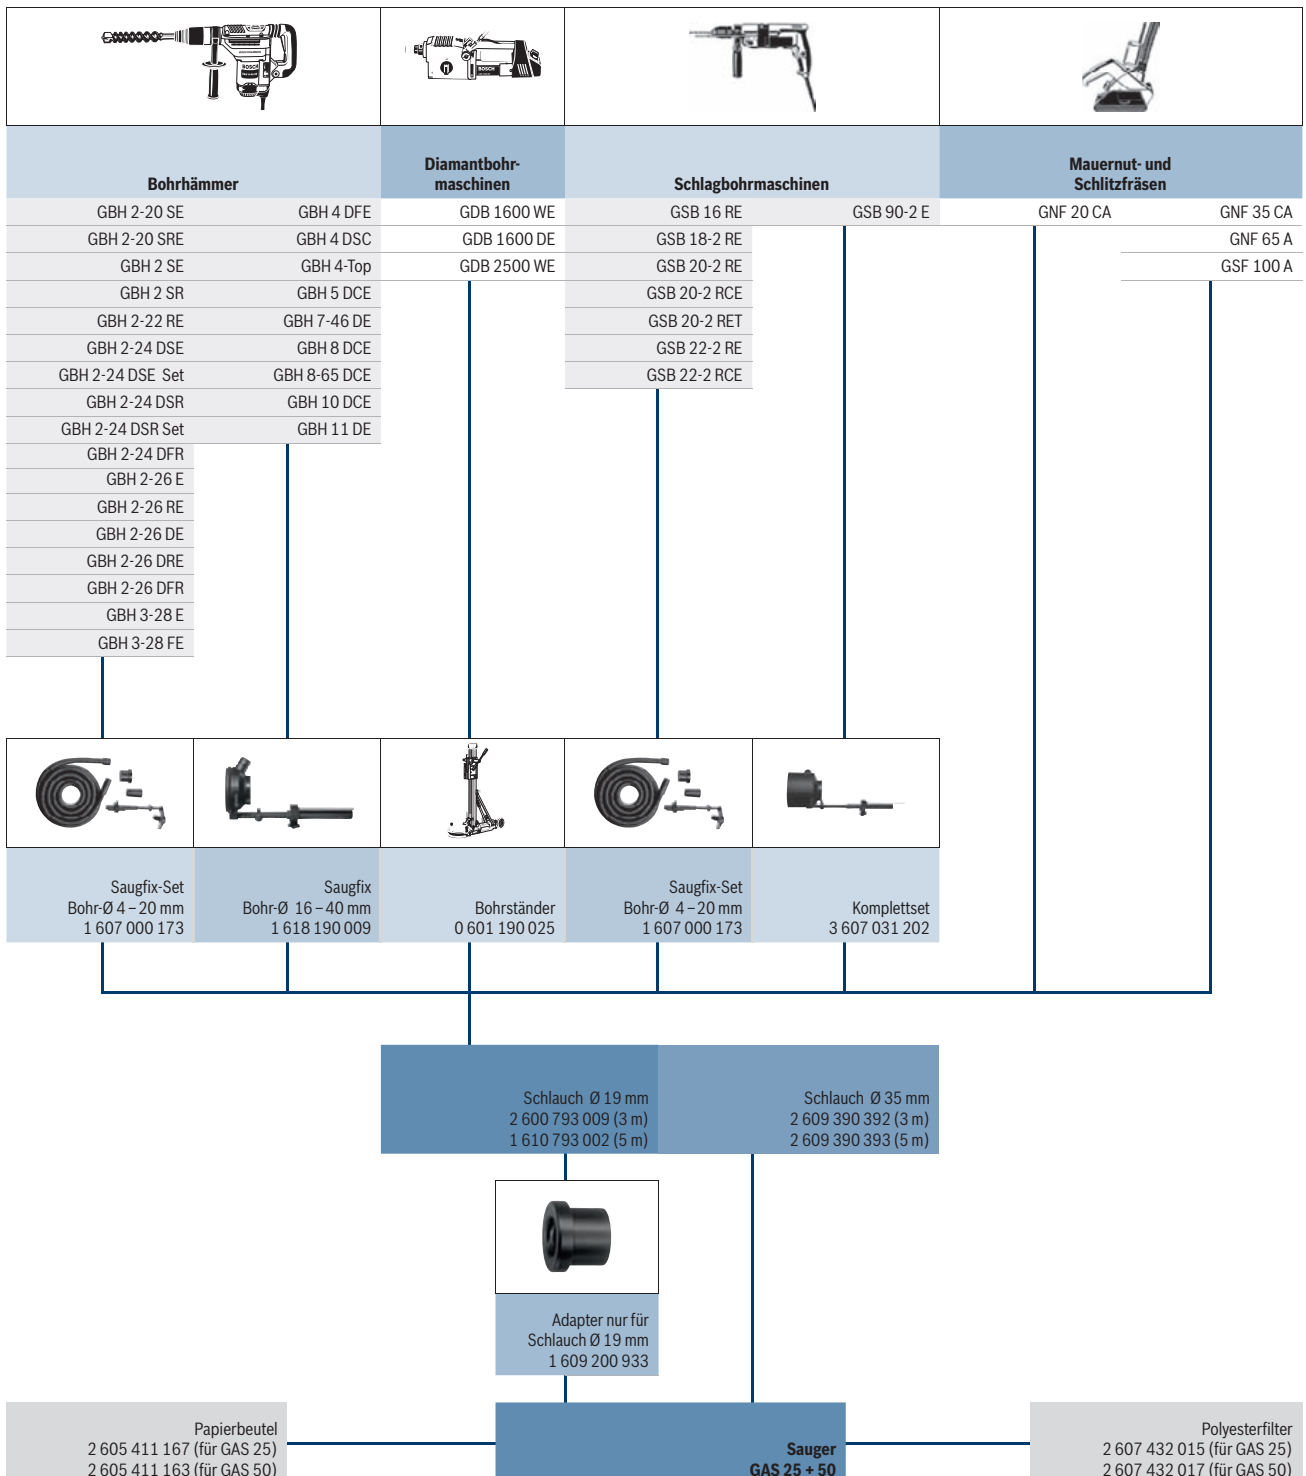 BOSCH
BOSCH
Bohrhämmer
Diamantbohr-
maschinen
Schlagbohrmaschinen
Mauernut- und
Schlitzfräsen
GBH 2-20 SE GBH 4 DFE GDB 1600 WE GSB 16 RE GSB 90-2 E GNF 20 CA GNF 35 CA
GBH 2-20 SRE GBH 4 DSC GDB 1600 DE GSB 18-2 RE GNF 65 A
GBH 2 SE GBH 4-Top GDB 2500 WE GSB 20-2 RE GSF 100 A
GBH 2 SR GBH 5 DCE GSB 20-2 RCE
GBH 2-22 RE GBH 7-46 DE GSB 20-2 RET
GBH 2-24 DSE GBH 8 DCE GSB 22-2 RE
GBH 2-24 DSE Set GBH 8-65 DCE GSB 22-2 RCE
GBH 2-24 DSR GBH 10 DCE
GBH 2-24 DSR Set GBH 11 DE
GBH 2-24 DFR
GBH 2-26 E
GBH 2-26 RE
GBH 2-26 DE
GBH 2-26 DRE
GBH 2-26 DFR
GBH 3-28 E
GBH 3-28 FE
Saugfix-Set
Bohr-Ø 4 – 20 mm
1 607 000 173
Saugfix
Bohr-Ø 16 – 40 mm
1 618 190 009
Bohrständer
0 601 190 025
Saugfix-Set
Bohr-Ø 4 – 20 mm
1 607 000 173
Komplettset
3 607 031 202
Schlauch Ø 19 mm
2 600 793 009 (3 m)
1 610 793 002 (5 m)
Schlauch Ø 35 mm
2 609 390 392 (3 m)
2 609 390 393 (5 m)
Adapter nur für
Schlauch Ø 19 mm
1 609 200 933
Papierbeutel
2 605 411 167 (für GAS 25)
2 605 411 163 (für GAS 50)
Sauger
GAS 25 + 50
Polyesterfilter
2 607 432 015 (für GAS 25)
2 607 432 017 (für GAS 50)